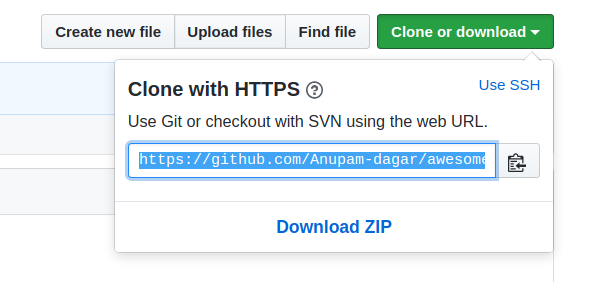 Create new file Upload files Find file Clone or download
Clone with HTTPS ? Use SSH
Use Git or checkout with SVN using the web URL.
https://github.com/Anupam-dagar/awesome
Download ZIP